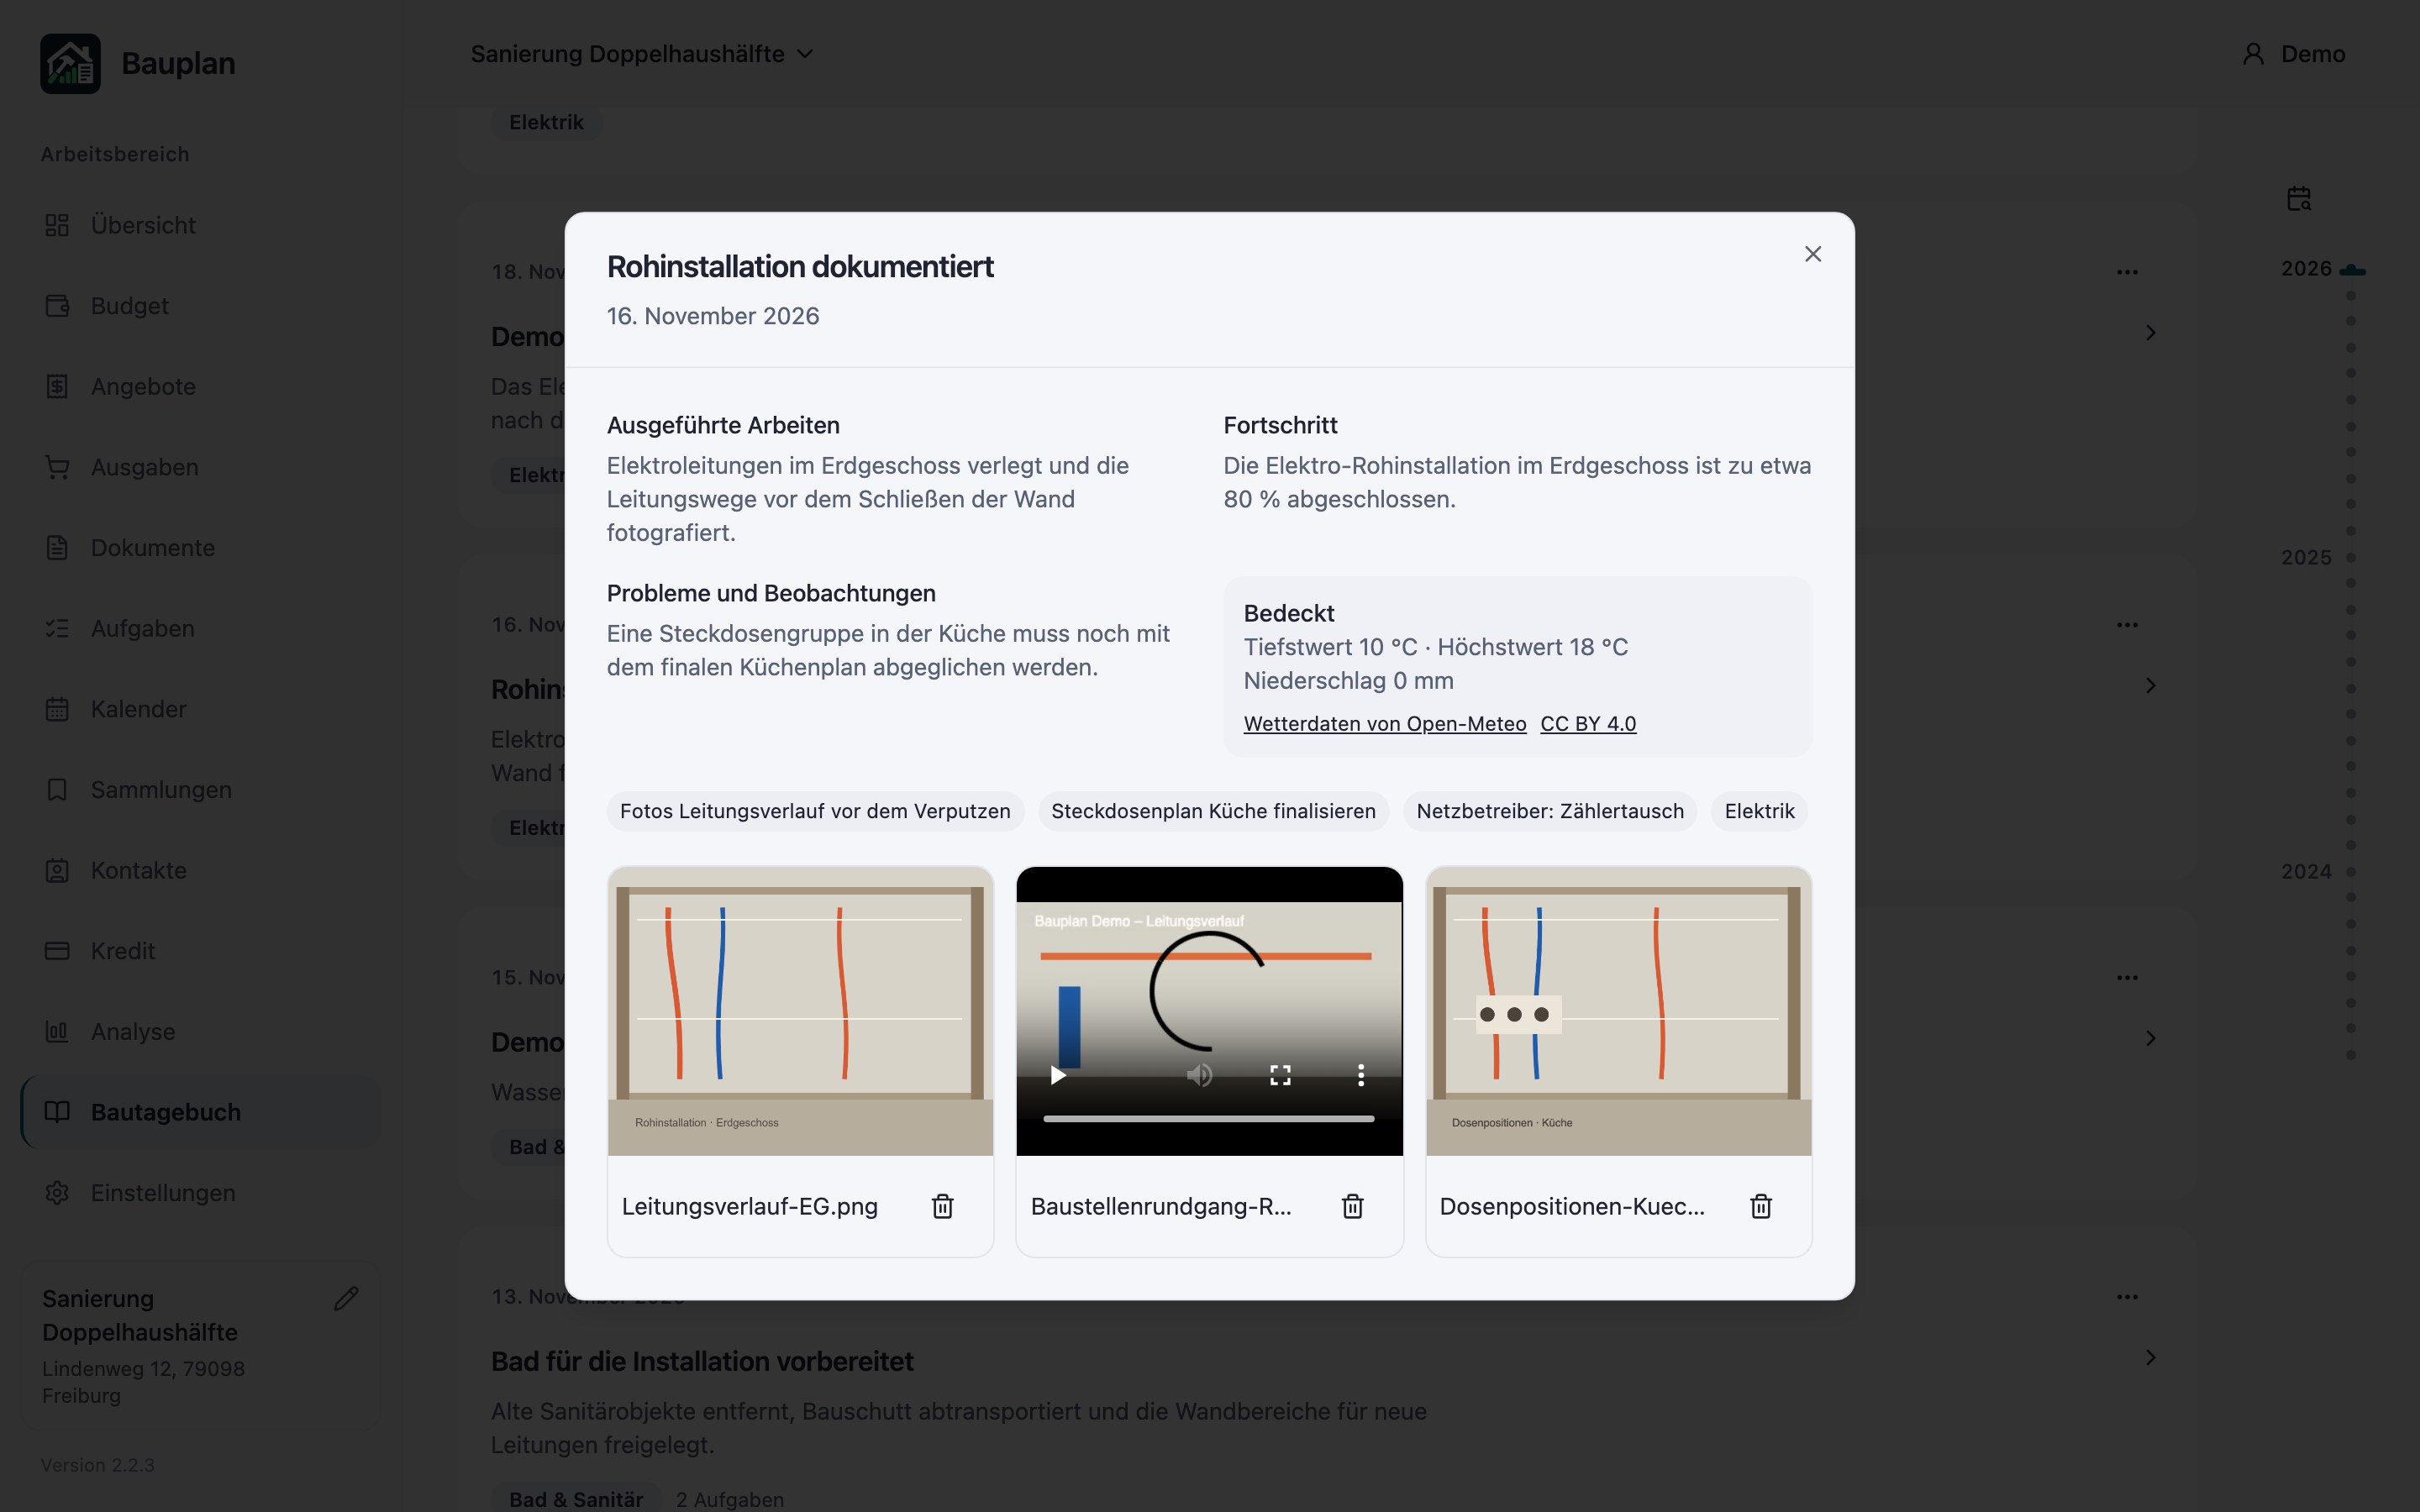 Bauplan
Sanierung Doppelhaushälfte
Demo
Arbeitsbereich
Übersicht
Budget
Angebote
Ausgaben
Dokumente
Aufgaben
Kalender
Sammlungen
Kontakte
Kredit
Analyse
Bautagebuch
Einstellungen
Sanierung
Doppelhaushälfte
Lindenweg 12, 79098
Freiburg
Version 2.2.3
Elektrik
18. Nov
Demo
Das Ele
nach d
Elektr
16. Nov
Rohins
Elektro
Wand f
Elektr
15. Nov
Demo
Wasser
Bad &
13. November 2026
Bad für die Installation vorbereitet
Alte Sanitärobjekte entfernt, Bauschutt abtransportiert und die Wandbereiche für neue
Leitungen freigelegt.
Bad & Sanitär 2 Aufgaben
Rohinstallation dokumentiert
16. November 2026
Ausgeführte Arbeiten
Elektroleitungen im Erdgeschoss verlegt und die
Leitungswege vor dem Schließen der Wand
fotografiert.
Fortschritt
Die Elektro-Rohinstallation im Erdgeschoss ist zu etwa
80 % abgeschlossen.
Probleme und Beobachtungen
Eine Steckdosengruppe in der Küche muss noch mit
dem finalen Küchenplan abgeglichen werden.
Bedeckt
Tiefstwert 10 °C · Höchstwert 18 °C
Niederschlag 0 mm
Wetterdaten von Open-Meteo CC BY 4.0
Fotos Leitungsverlauf vor dem Verputzen Steckdosenplan Küche finalisieren Netzbetreiber: Zählertausch Elektrik
Rohinstallation · Erdgeschoss
Leitungsverlauf-EG.png
Bauplan Demo – Leitungsverlauf
Baustellenrundgang-R...
Dosenpositionen · Küche
Dosenpositionen-Kuec...
2026
2025
2024